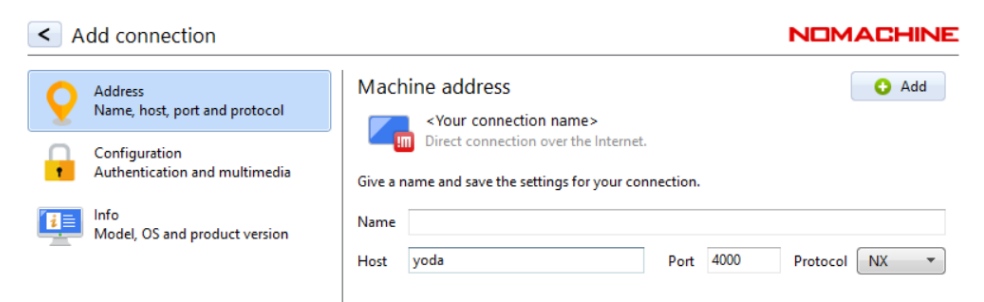 < Add connection
NOMACHINE
Address
Name, host, port and protocol
Configuration
Authentication and multimedia
Info
Model, OS and product version
Machine address
Add
<Your connection name>
!m
Direct connection over the Internet.
Give a name and save the settings for your connection.
Name
Host yoda Port 4000 Protocol NX